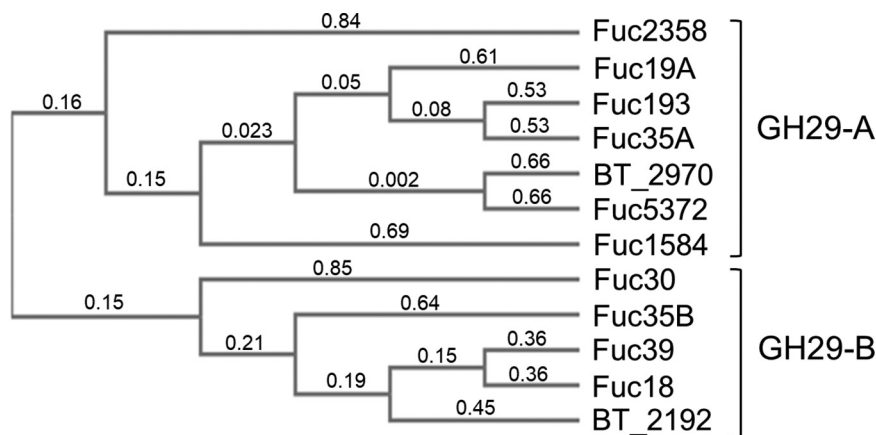 0.84
Fuc2358
0.61
Fuc19A
0.05
0.53
0.16
Fuc193
0.08
0.023
0.53
Fuc35A
GH29-A
0.66
BT_2970
0.15
0.002
0.66
Fuc5372
0.69
Fuc1584
0.85
Fuc30
0.15
0.64
Fuc35B
0.21
0.36
Fuc39
GH29-B
0.15
0.36
Fuc18
0.19
0.45
BT_2192